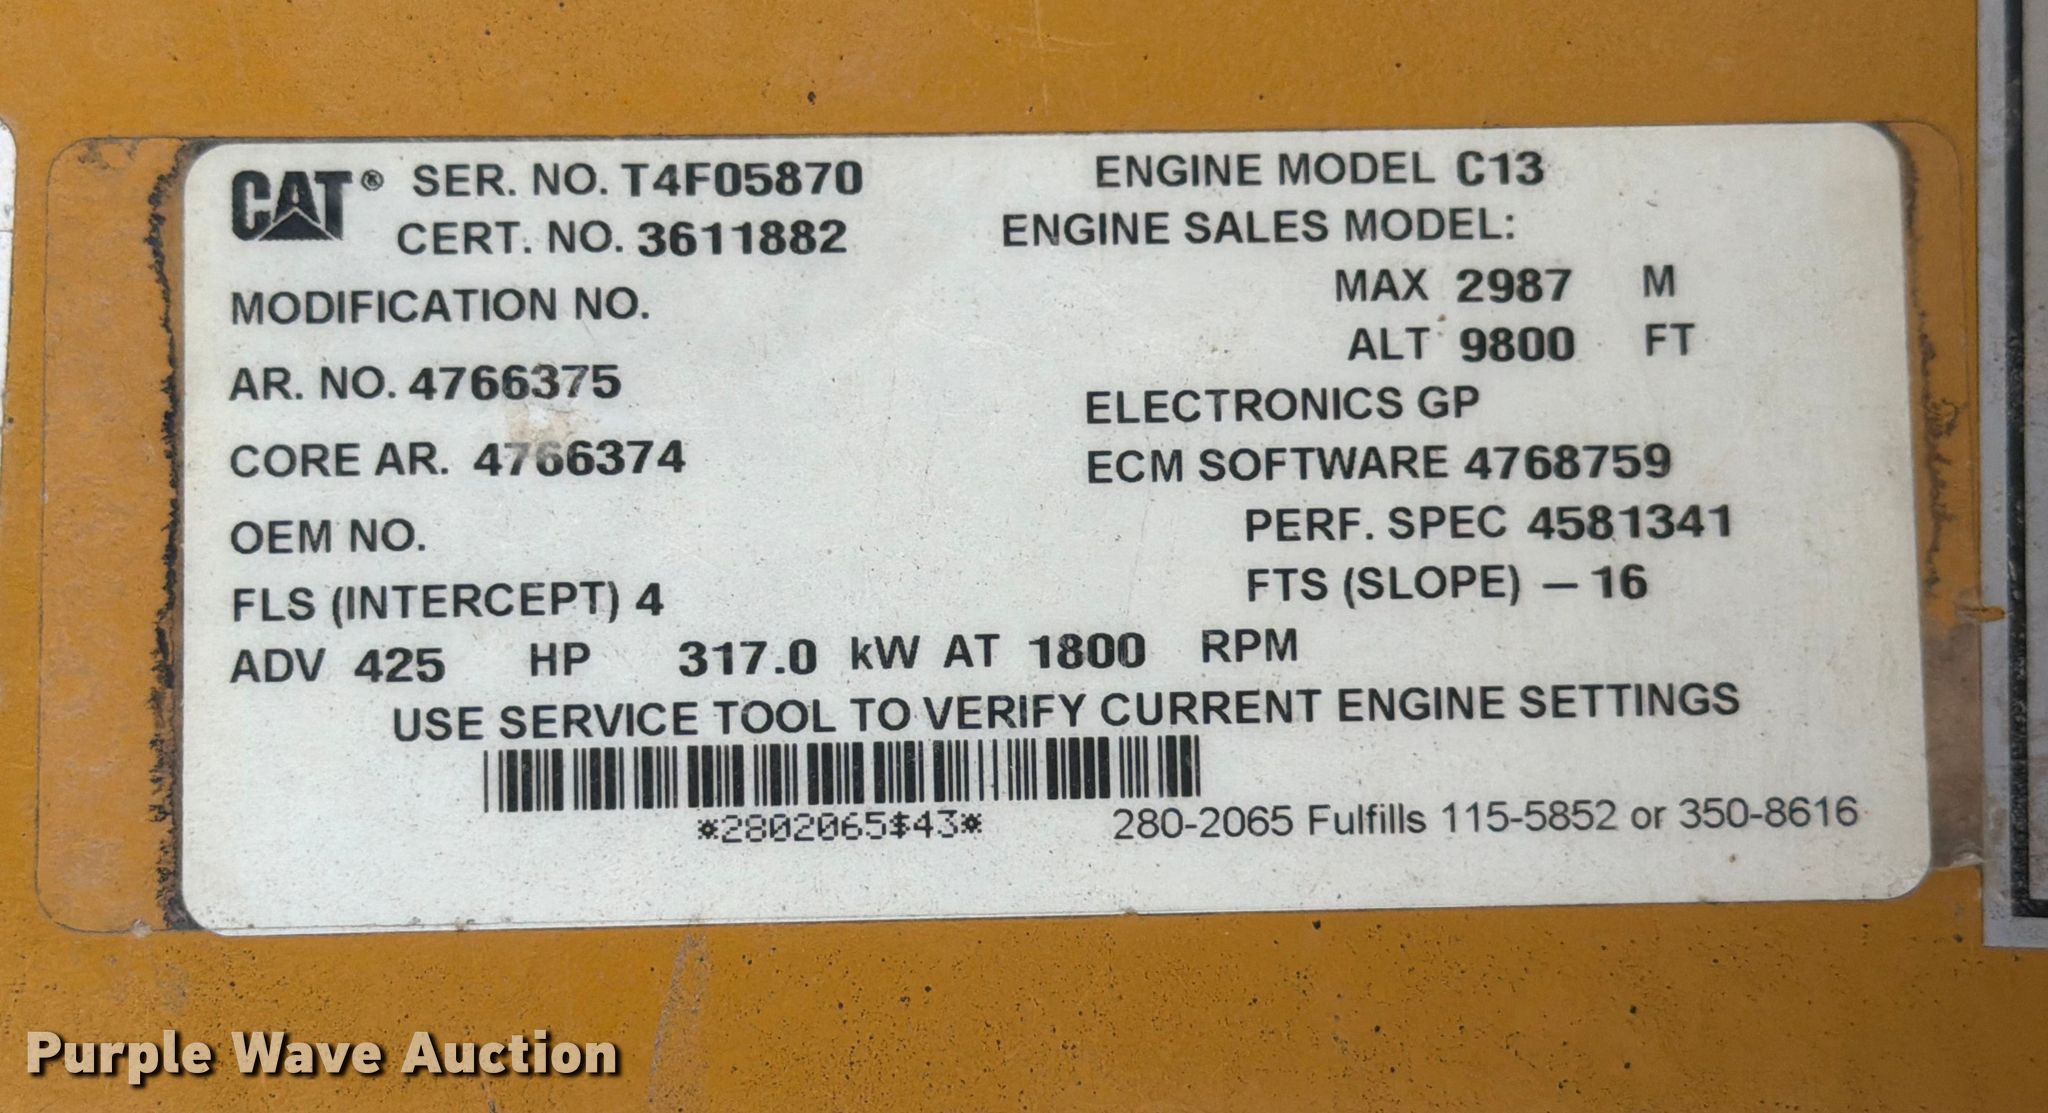 CAT® SER. NO. T4F05870 ENGINE MODEL C13
CERT. NO. 3611882 ENGINE SALES MODEL:
MODIFICATION NO. MAX 2987 M
ALT 9800 FT
AR. NO. 4766375 ELECTRONICS GP
CORE AR. 4766374 ECM SOFTWARE 4768759
OEM NO. PERF. SPEC 4581341
FLS (INTERCEPT) 4 FTS (SLOPE) – 16
ADV 425 HP 317.0 kW AT 1800 RPM
USE SERVICE TOOL TO VERIFY CURRENT ENGINE SETTINGS
*2802065$43* 280-2065 Fulfills 115-5852 or 350-8616
Purple Wave Auction